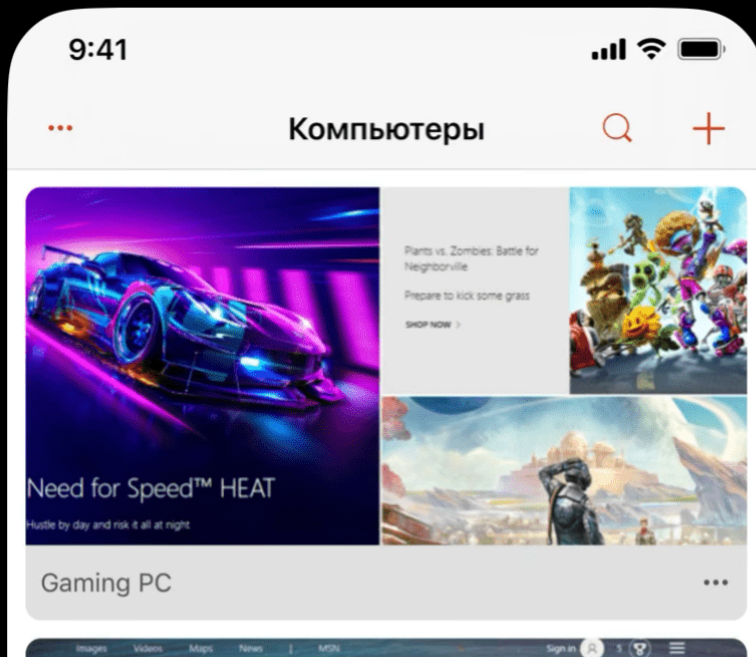 9:41
Компьютеры
Plants vs. Zombies: Battle for
Neighborville
Prepare to kick some grass
SHOP NOW
Need for Speed™ HEAT
Hustle by day and risk it all at night
Gaming PC
Images Videos Maps News | MSN Sign in 5